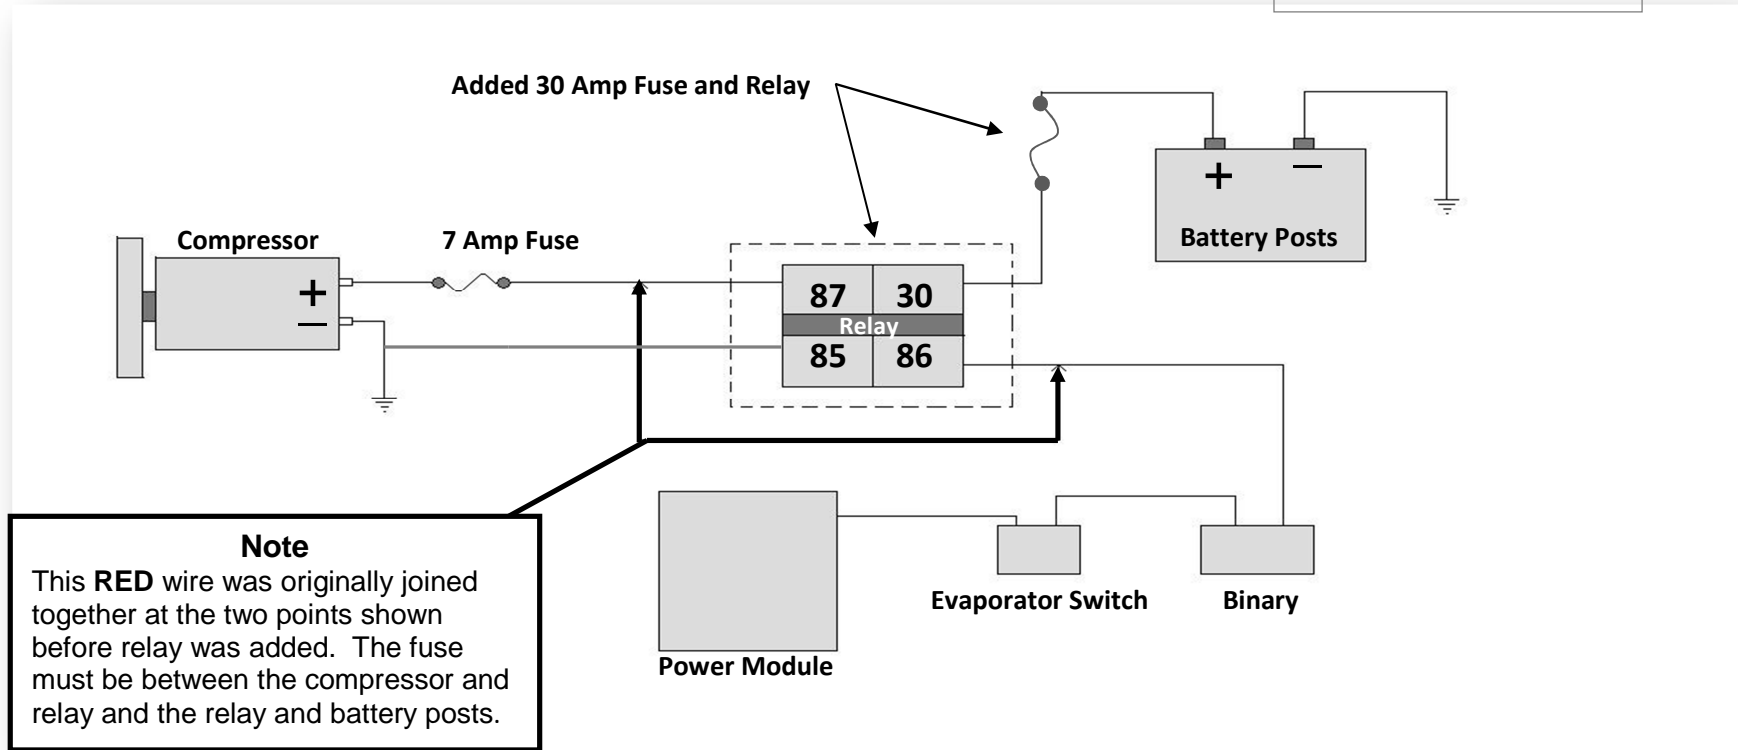 Added 30 Amp Fuse and Relay
+
—
Battery Posts
Compressor
7 Amp Fuse
+
—
87
30
Relay
85
86
Note
This RED wire was originally joined
together at the two points shown
before relay was added.  The fuse
must be between the compressor and
relay and the relay and battery posts.
Evaporator Switch
Binary
Power Module